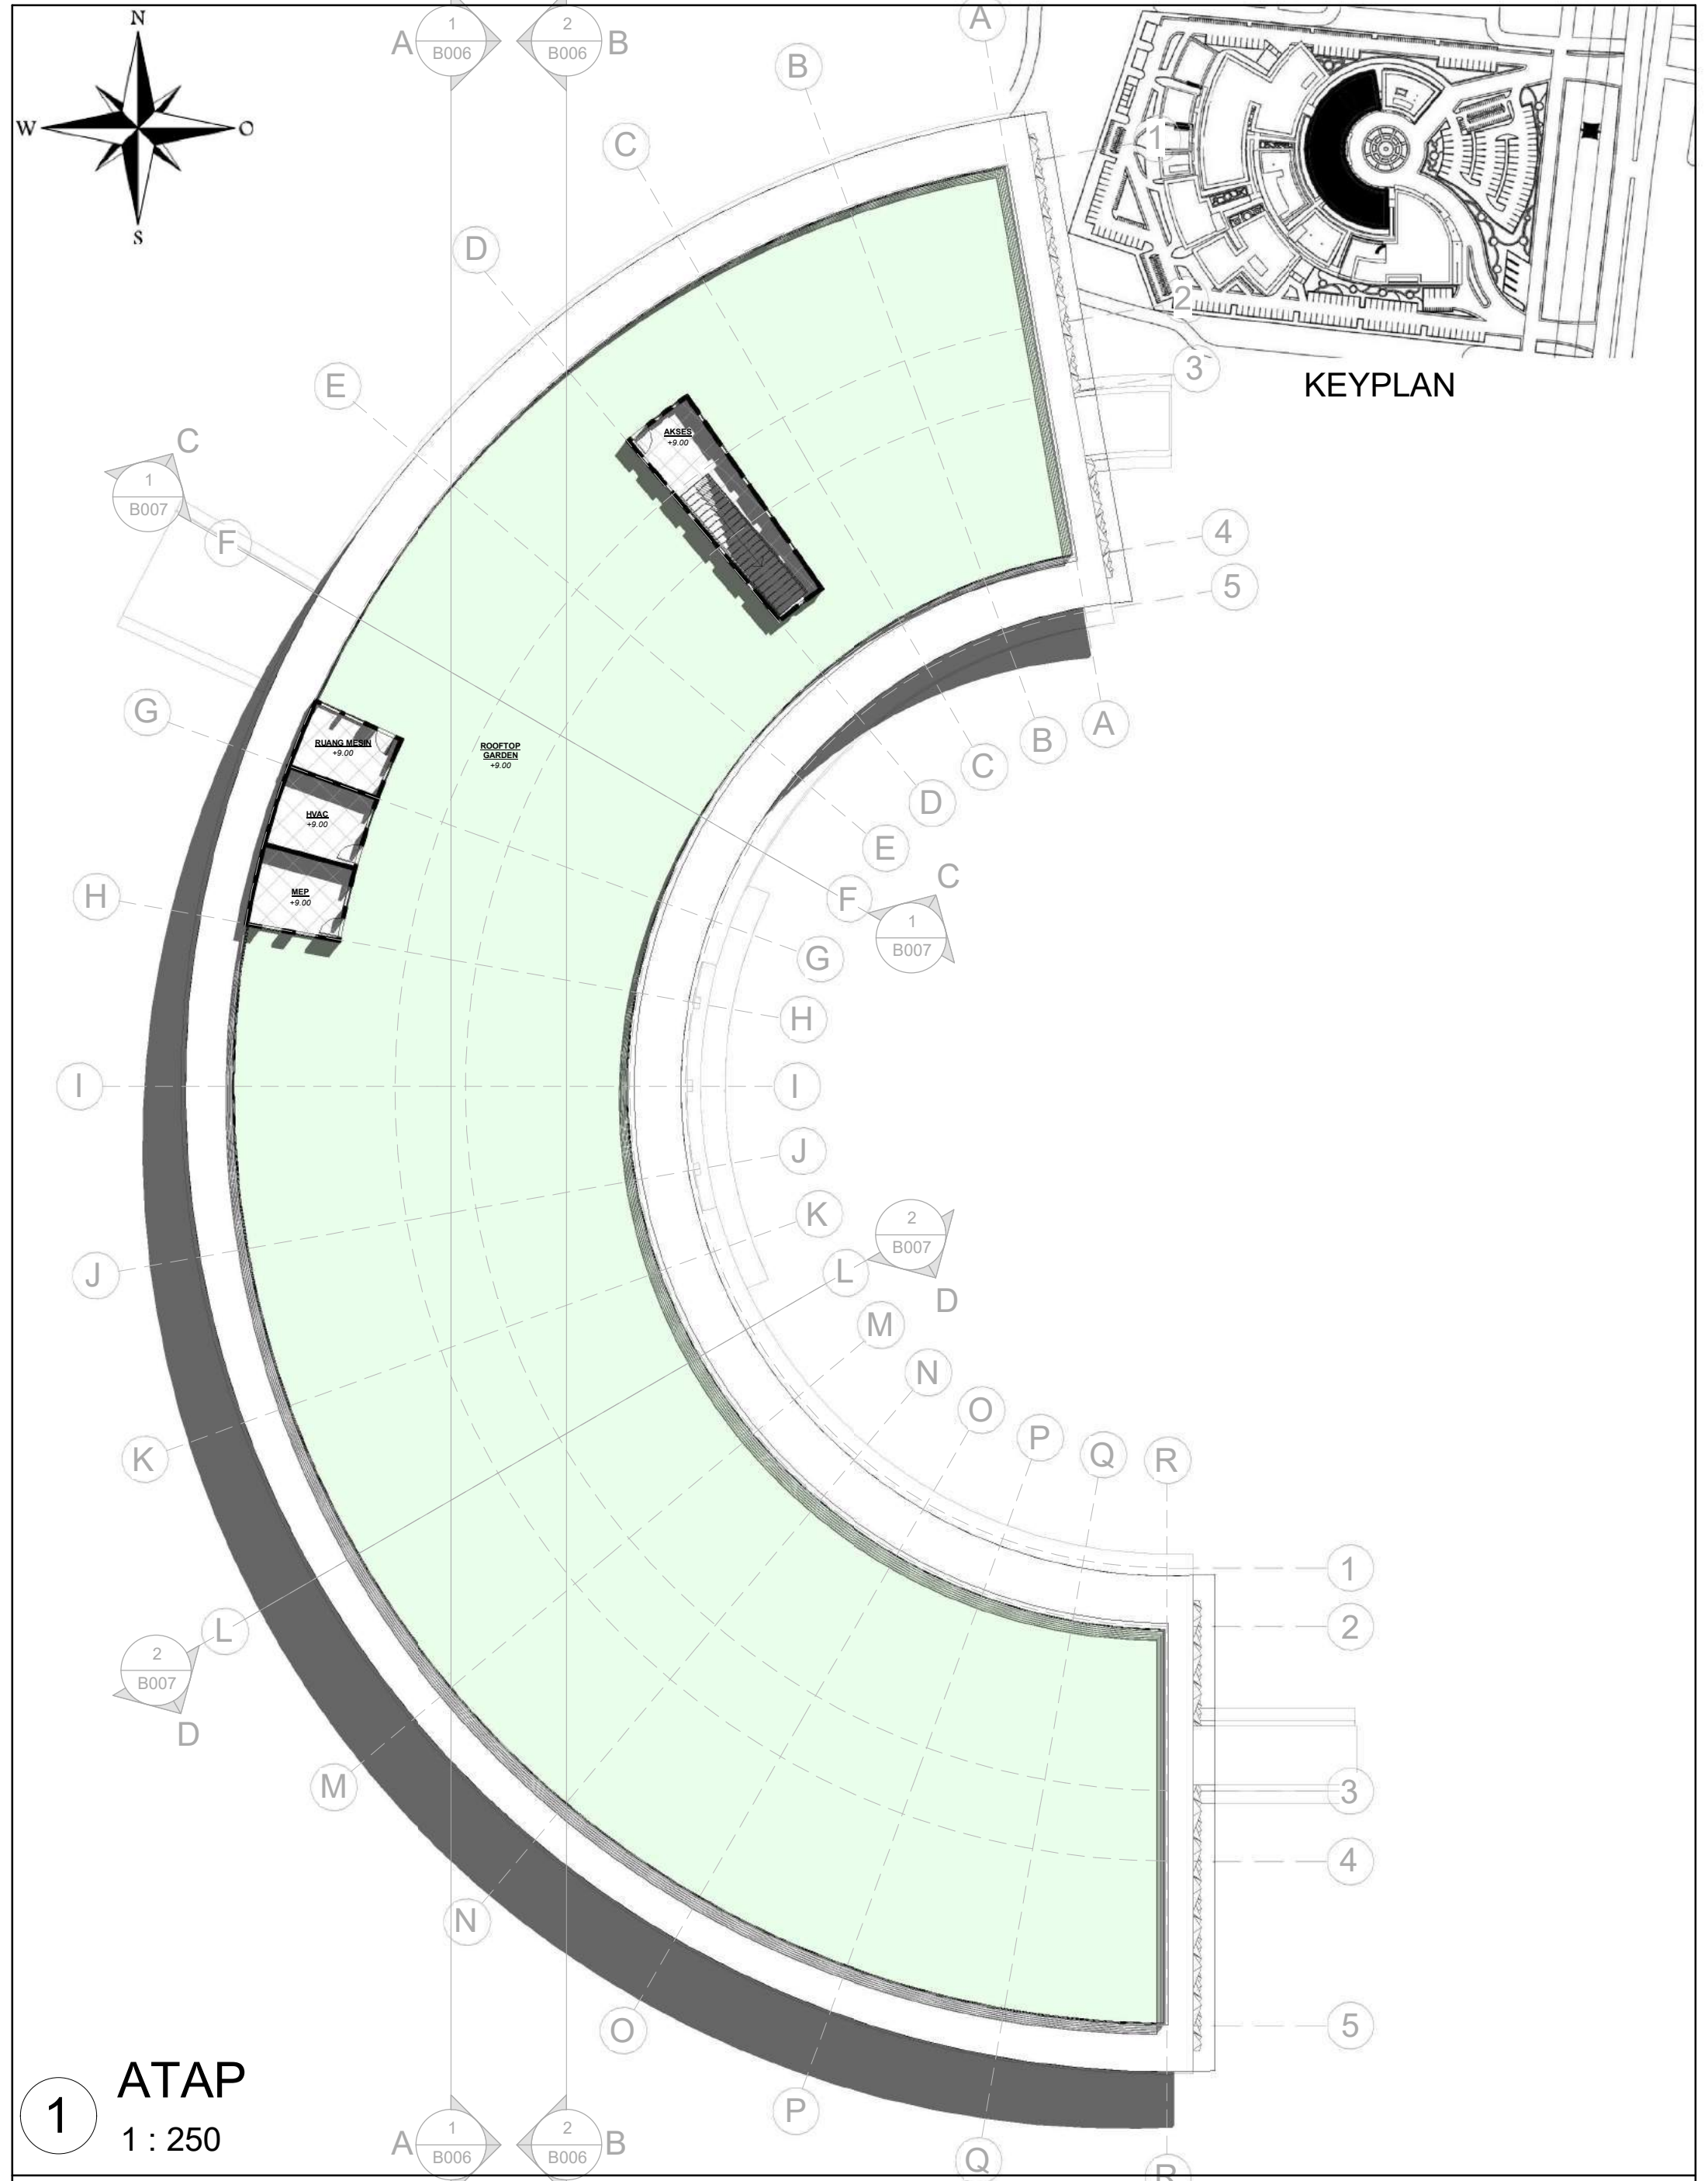 N
W
O
S
A
1
B006
2
B006
B
A
B
C
D
E
C
1
B007
F
G
H
I
J
K
L
2
B007
D
M
N
O
P
Q
R
1
2
3
4
5
KEYPLAN
AKSES
+9.00
RUANG MESIN
+9.00
HVAC
+9.00
MEP
+9.00
ROOFTOP
GARDEN
+9.00
A
B
C
D
E
F
C
1
B007
G
H
I
J
K
L
2
B007
D
M
N
O
P
Q
R
1
2
3
4
5
1
ATAP
1 : 250
A
1
B006
2
B006
B